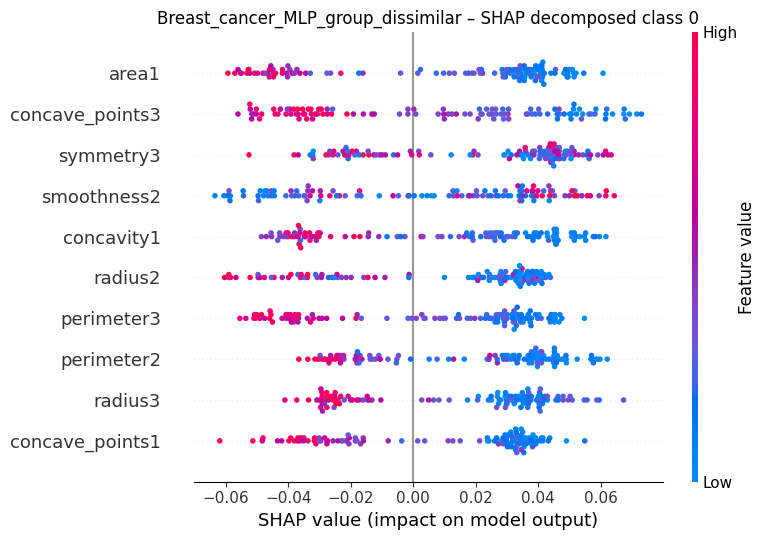 Breast_cancer_MLP_group_dissimilar – SHAP decomposed class 0
High
area1
concave_points3
symmetry3
smoothness2
concavity1
radius2
perimeter3
perimeter2
radius3
concave_points1
Feature value
Low
−0.06 −0.04 −0.02 0.00 0.02 0.04 0.06
SHAP value (impact on model output)